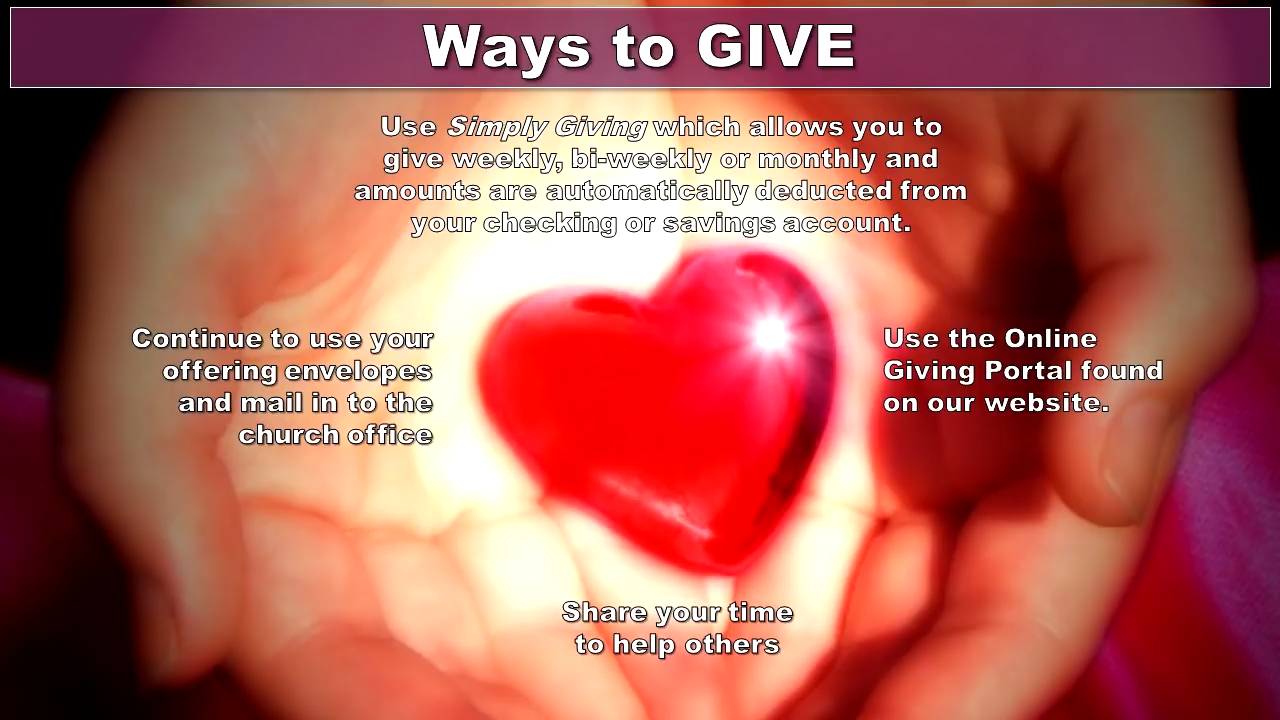 Ways to GIVE
Use Simply Giving which allows you to
give weekly, bi-weekly or monthly and
amounts are automatically deducted from
your checking or savings account.
Continue to use your
offering envelopes
and mail in to the
church office
Use the Online
Giving Portal found
on our website.
Share your time
to help others